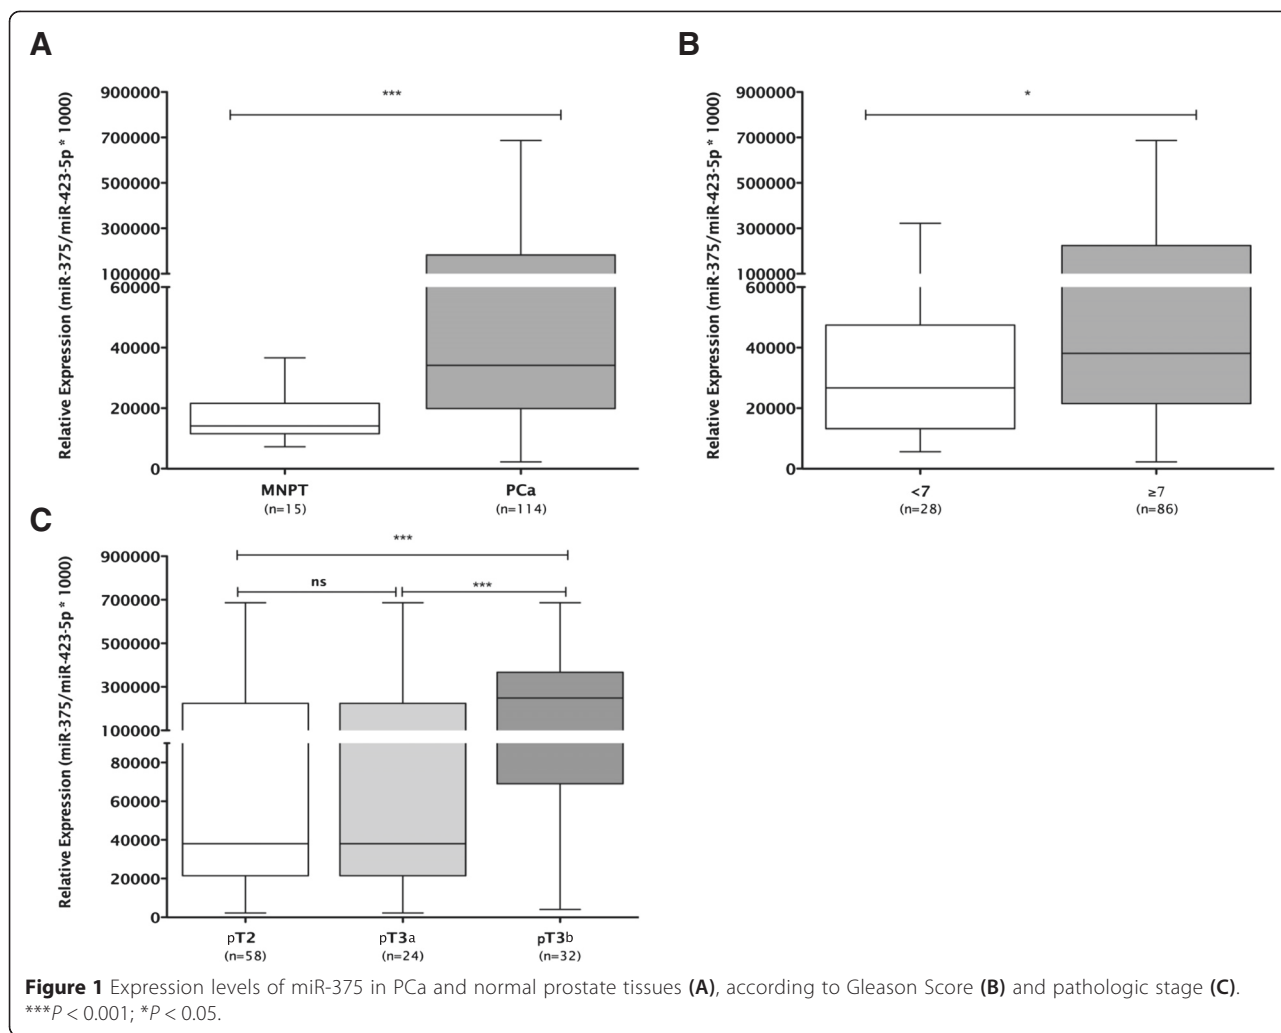 A
Relative Expression (miR-375/miR-423-5p * 1000)
900000
700000
500000
300000
100000
60000
40000
20000
0
***
MNPT
(n=15)
PCa
(n=114)
B
Relative Expression (miR-375/miR-423-5p * 1000)
900000
700000
500000
300000
100000
60000
40000
20000
0
*
<7
(n=28)
≥7
(n=86)
C
Relative Expression (miR-375/miR-423-5p * 1000)
900000
700000
500000
300000
100000
80000
60000
40000
20000
0
***
ns
***
pT2
(n=58)
pT3a
(n=24)
pT3b
(n=32)
Figure 1 Expression levels of miR-375 in PCa and normal prostate tissues (A), according to Gleason Score (B) and pathologic stage (C).
***P < 0.001; *P < 0.05.